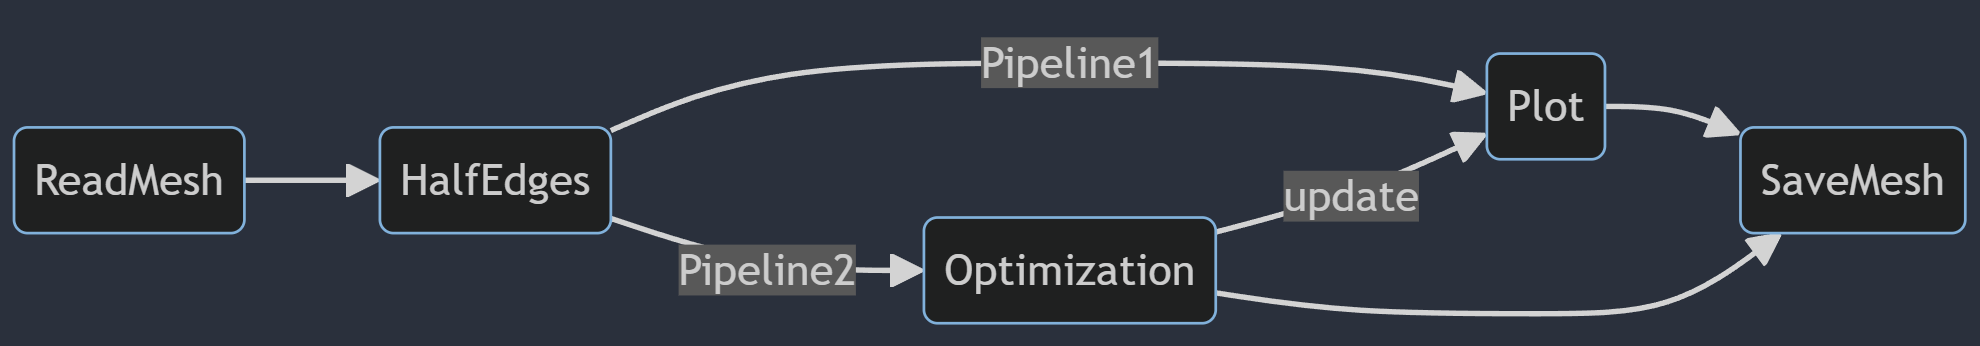 ReadMesh
HalfEdges
Pipeline1
Pipeline2
Optimization
update
Plot
SaveMesh